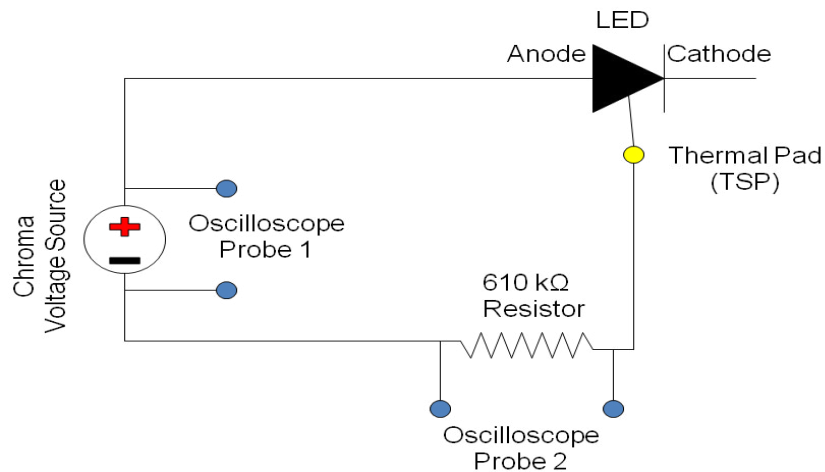 LED
Anode
Cathode
Thermal Pad
(TSP)
Chroma
Voltage Source
Oscilloscope
Probe 1
610 kΩ
Resistor
Oscilloscope
Probe 2